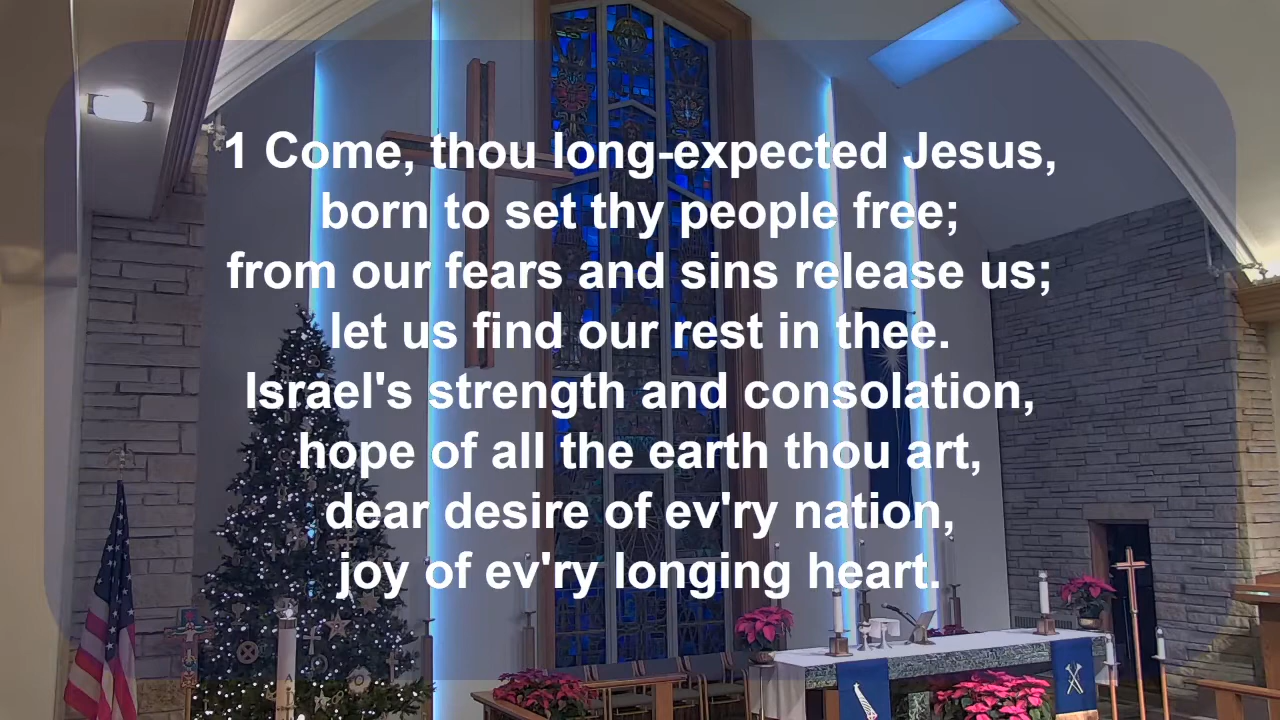 1 Come, thou long-expected Jesus,
born to set thy people free;
from our fears and sins release us;
let us find our rest in thee.
Israel's strength and consolation,
hope of all the earth thou art,
dear desire of ev'ry nation,
joy of ev'ry longing heart.